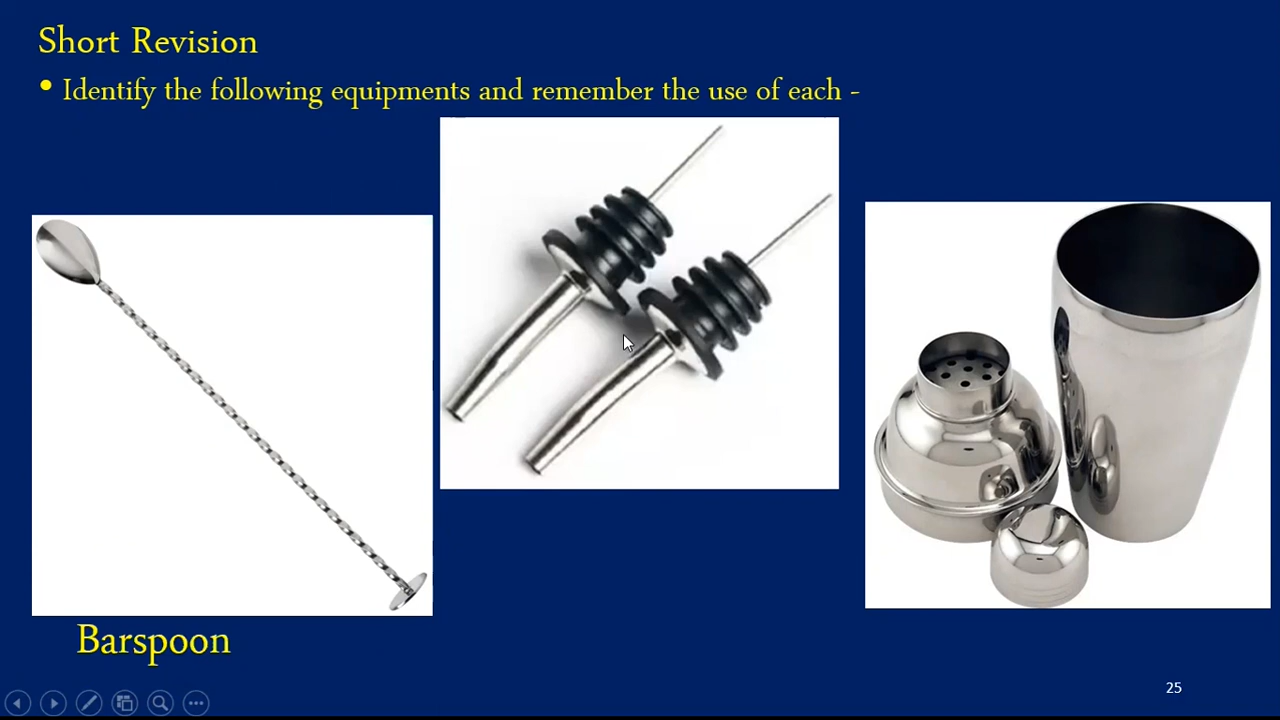 Short Revision
• Identify the following equipments and remember the use of each -
Barspoon
25